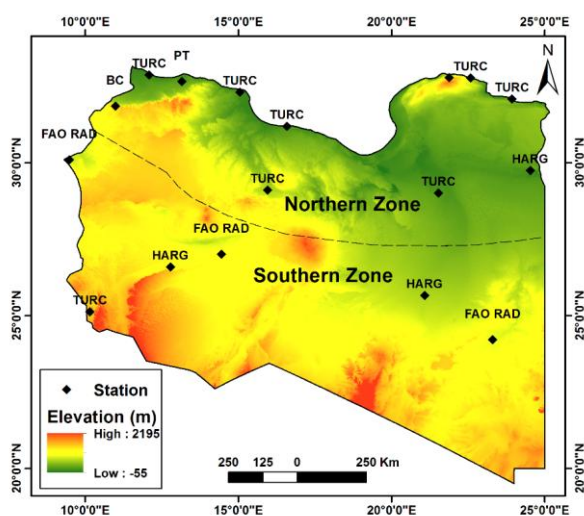 10°0'0"E 15°0'0"E 20°0'0"E 25°0'0"E
TURC PT
BC TURC TURC
TURC
TURC
FAO RAD
HARG
TURC TURC
Northern Zone
FAO RAD
HARG Southern Zone
HARG
TURC
FAO RAD
30°0'0"N
25°0'0"N
20°0'0"N
30°0'0"N
25°0'0"N
20°0'0"N
N
Station
Elevation (m)
High : 2195
Low : -55
250 125 0 250 Km
10°0'0"E 15°0'0"E 20°0'0"E 25°0'0"E